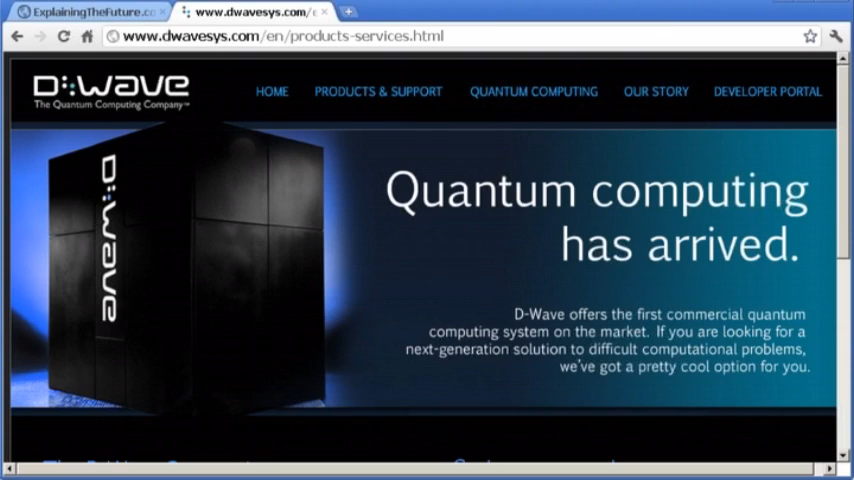 ExplainingTheFuture.co
www.dwavesys.com/e
www.dwavesys.com/en/products-services.html
D:Wave
The Quantum Computing Company™
HOME
PRODUCTS & SUPPORT
QUANTUM COMPUTING
OUR STORY
DEVELOPER PORTAL
D:Wave
Quantum computing
has arrived.
D-Wave offers the first commercial quantum
computing system on the market. If you are looking for a
next-generation solution to difficult computational problems,
we've got a pretty cool option for you.